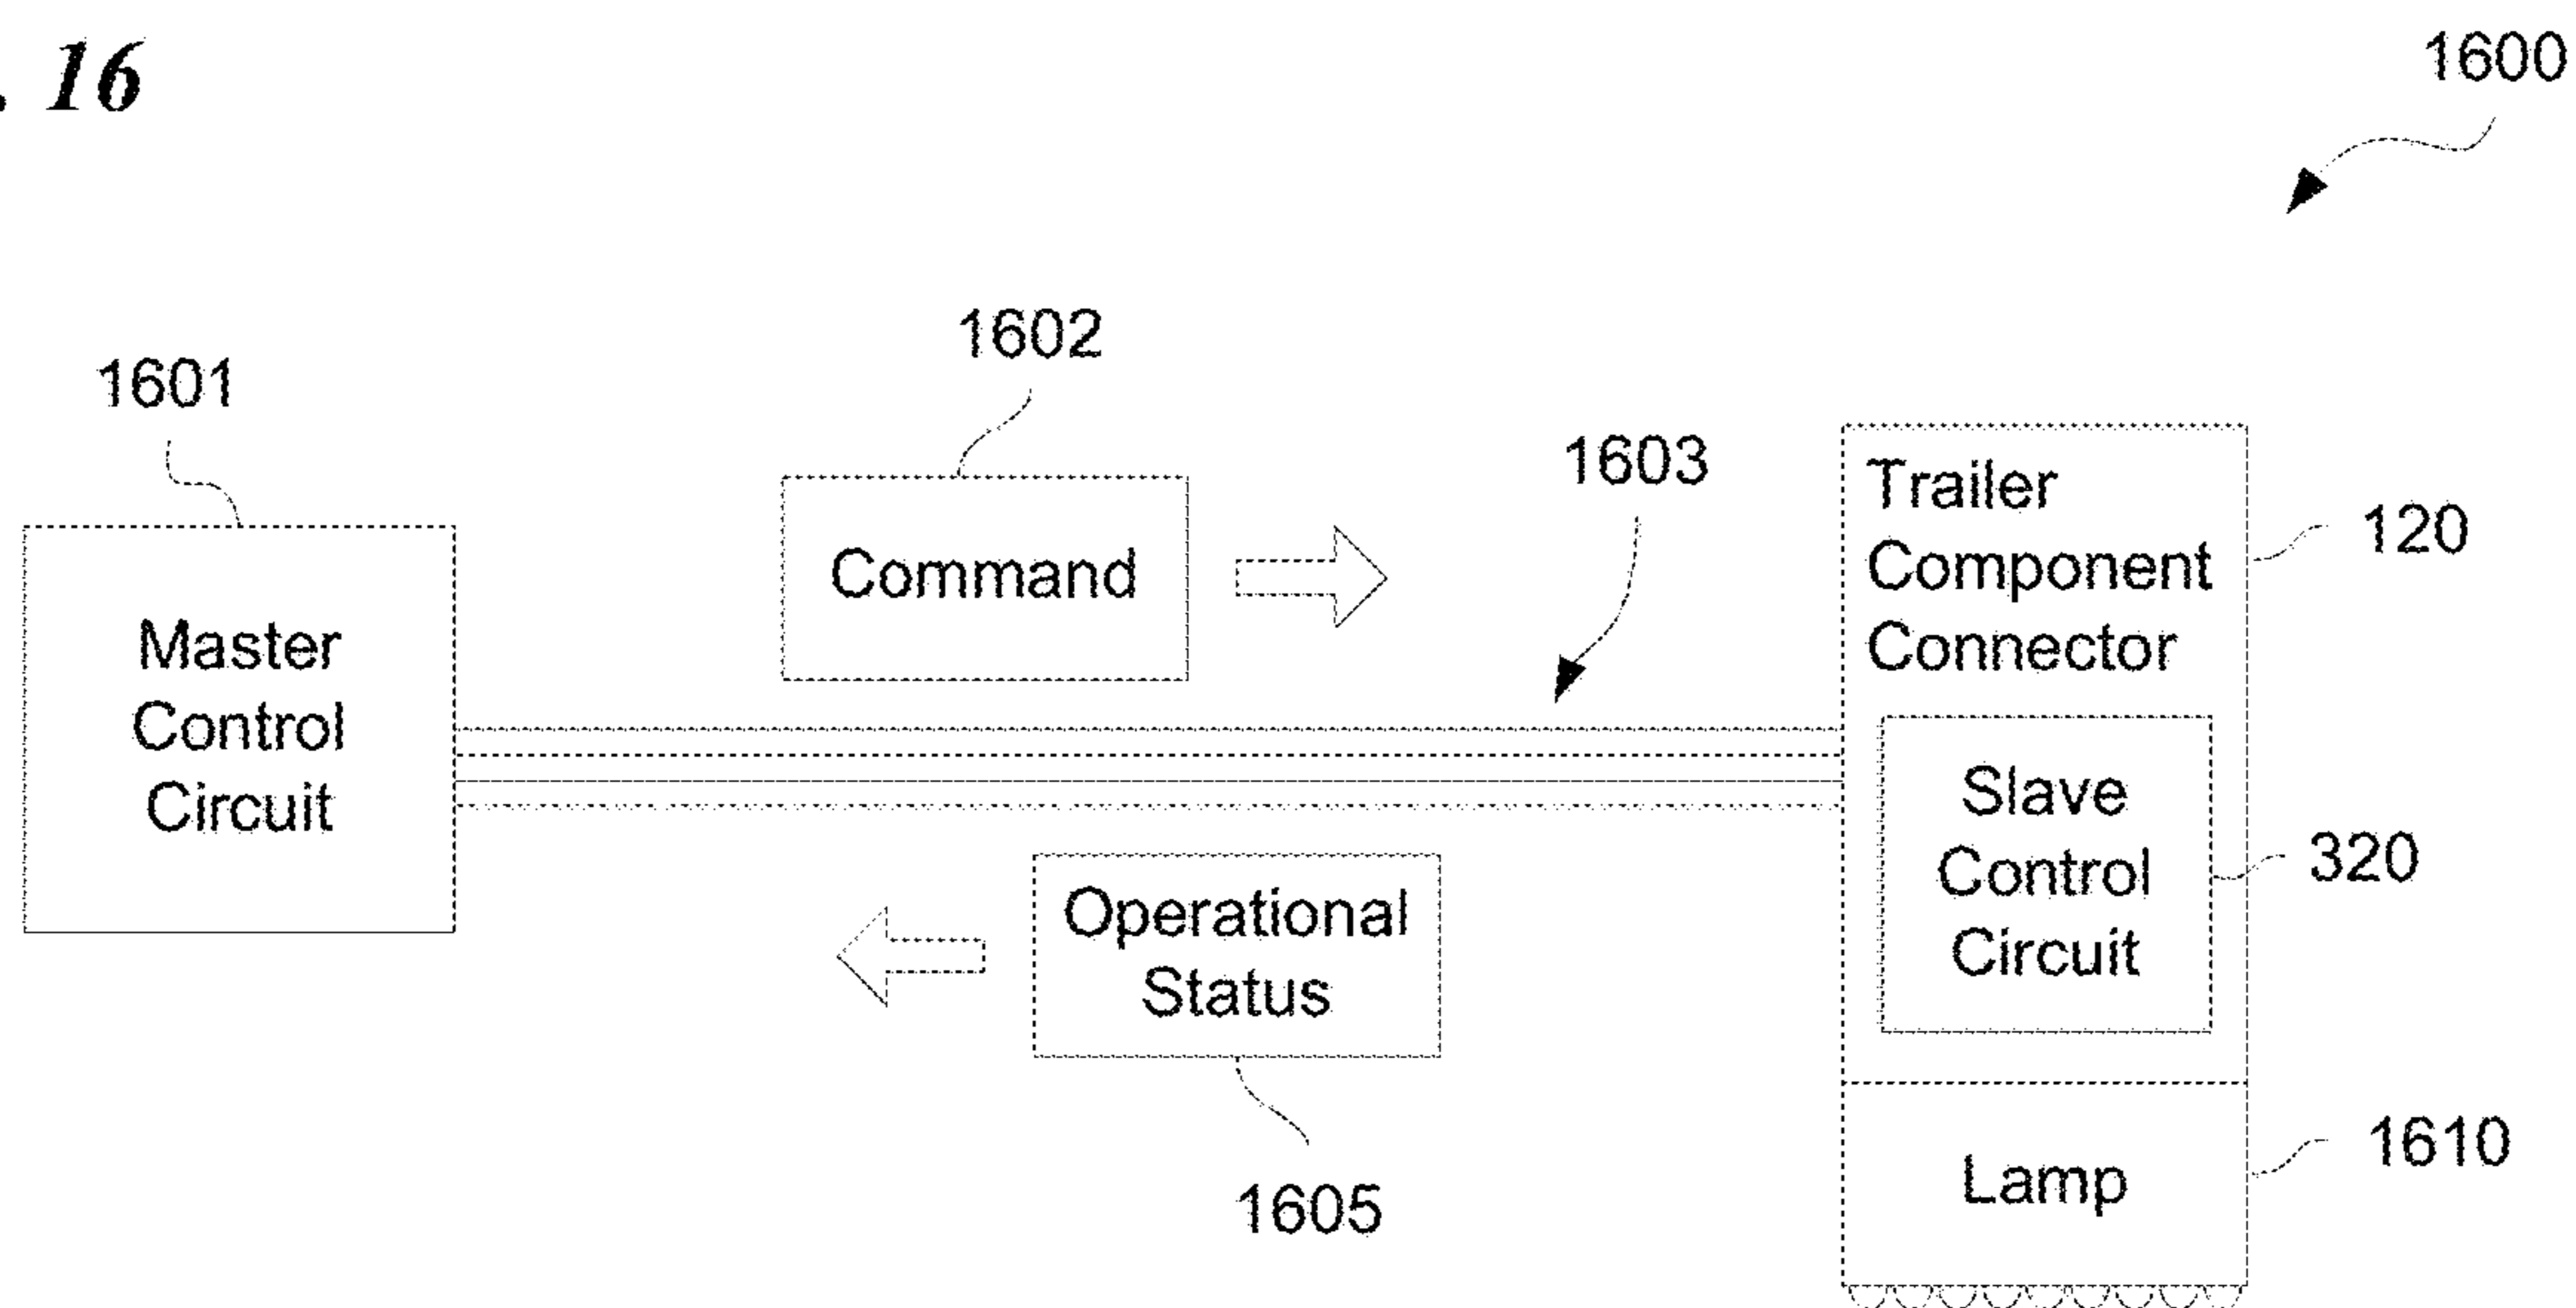 . 16
1600
1602
1601
1603
Trailer
Component
Connector
120
Command
Master
Control
Circuit
Slave
Control
Circuit
320
Operational
Status
1605
Lamp
1610